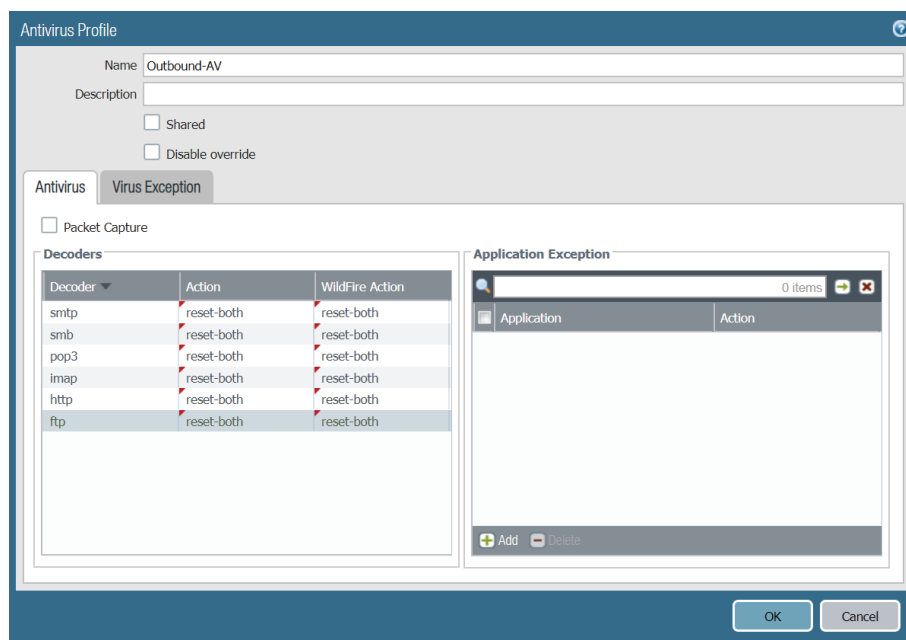 Antivirus Profile
Name Outbound-AV
Description
Shared
Disable override
Antivirus Virus Exception
Packet Capture
Decoders
Decoder Action WildFire Action
smtp reset-both reset-both
smb reset-both reset-both
pop3 reset-both reset-both
imap reset-both reset-both
http reset-both reset-both
ftp reset-both reset-both
Application Exception
0 items
Application Action
Add Delete
OK Cancel